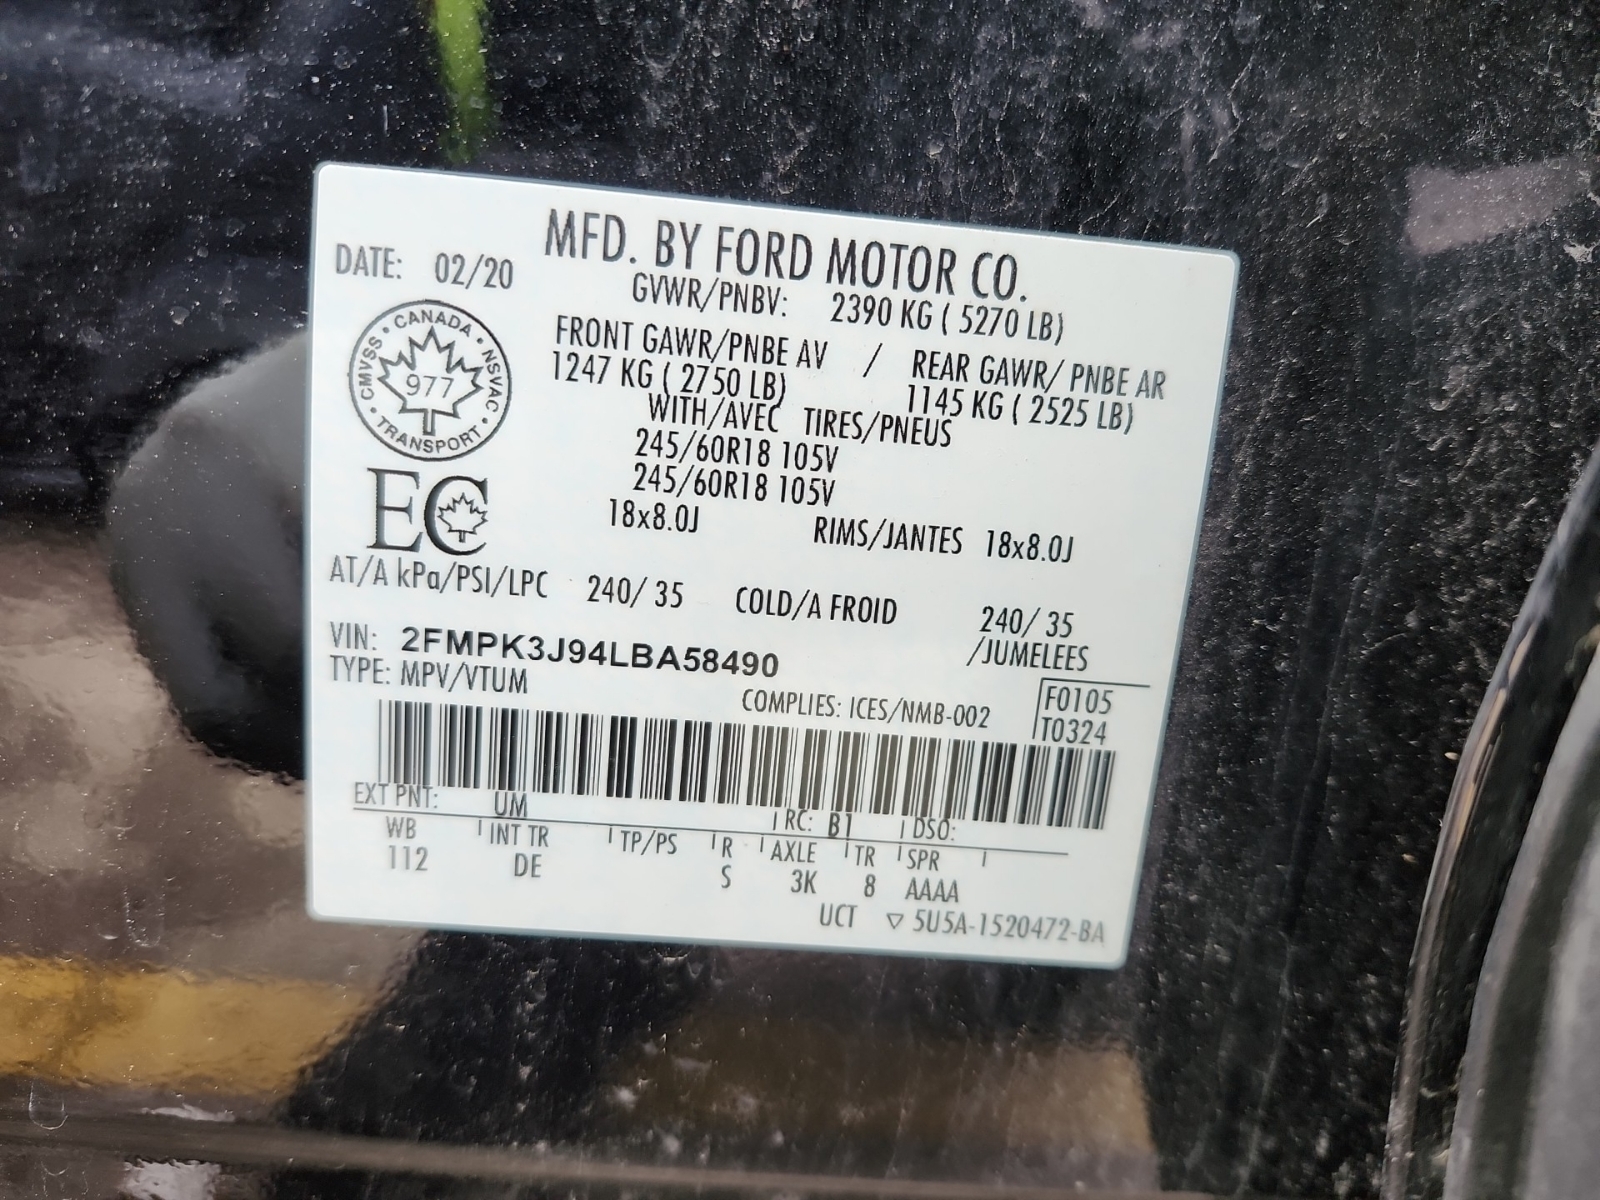 MFD. BY FORD MOTOR CO.
DATE: 02/20
GVWR/PNBV: 2390 KG ( 5270 LB)
FRONT GAWR/PNBE AV / REAR GAWR/ PNBE AR
1247 KG ( 2750 LB) 1145 KG ( 2525 LB)
WITH/AVEC TIRES/PNEUS
245/60R18 105V
245/60R18 105V
18x8.0J RIMS/JANTES 18x8.0J
CANADA · NSVAC · TRANSPORT · CMVSS ·
977
EC
AT/A kPa/PSI/LPC 240/ 35 COLD/A FROID 240/ 35
/JUMELEES
VIN: 2FMPK3J94LBA58490
TYPE: MPV/VTUM
COMPLIES: ICES/NMB-002
F0105
T0324
EXT PNT: UM RC: B1 DSO:
WB INT TR TP/PS R AXLE TR SPR
112 DE S 3K 8 AAAA
UCT ▽ 5U5A-1520472-BA